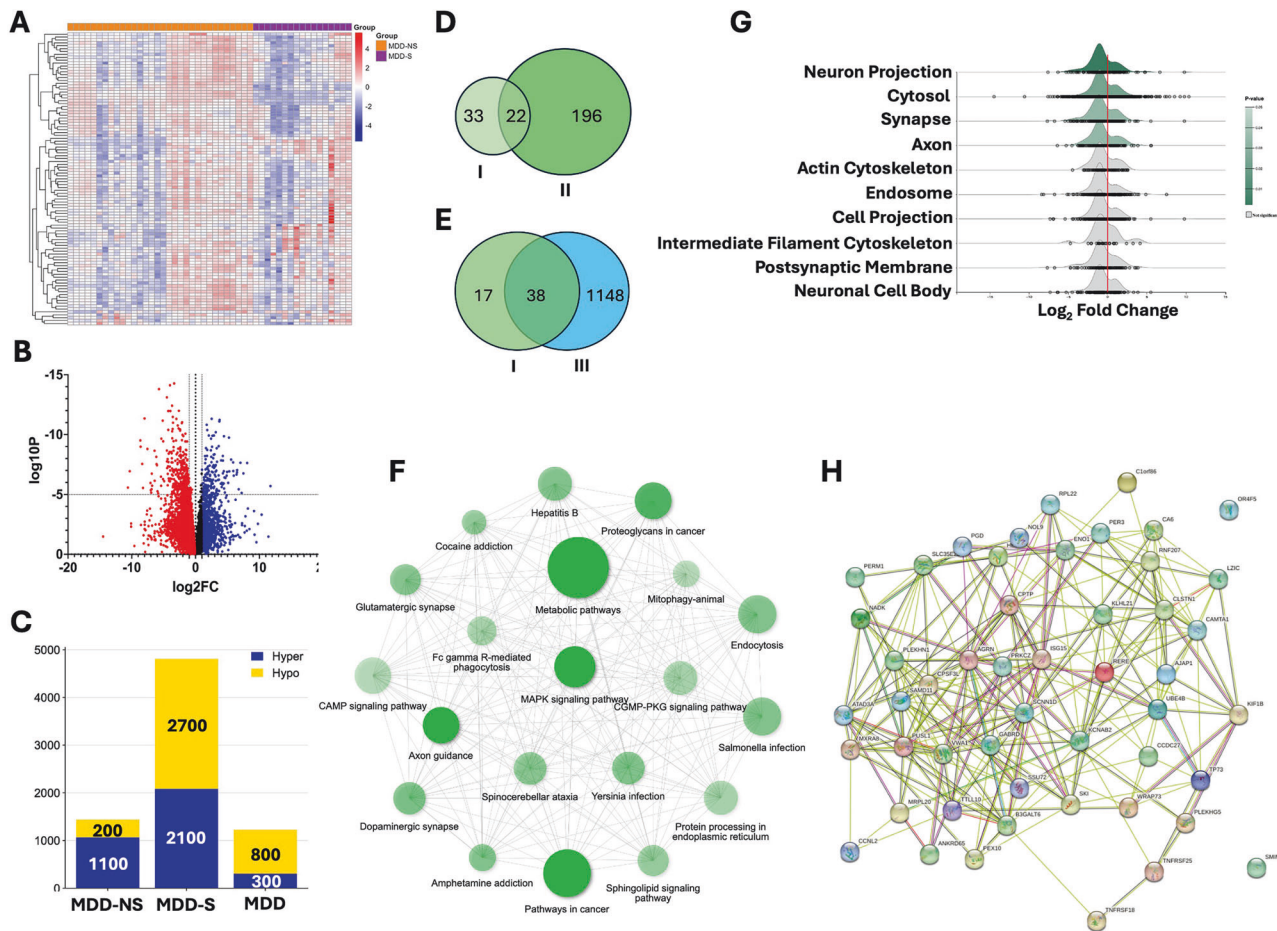 A
Group
MDD-NS
MDD-S
Group
4
2
0
-2
-4
B
-15
-10
-5
0
log10P
-20
-10
0
10
log2FC
C
5000
4000
3000
2000
1000
0
Hyper
Hypo
200
1100
2700
2100
800
300
MDD-NS
MDD-S
MDD
D
33
22
196
I
II
E
17
38
1148
I
III
F
Hepatitis B
Proteoglycans in cancer
Cocaine addiction
Metabolic pathways
Mitophagy-animal
Glutamatergic synapse
Endocytosis
Fc gamma R-mediated
phagocytosis
MAPK signaling pathway
CAMP signaling pathway
CGMP-PKG signaling pathway
Salmonella infection
Axon guidance
Spinocerebellar ataxia
Yersinia infection
Dopaminergic synapse
Protein processing in
endoplasmic reticulum
Amphetamine addiction
Sphingolipid signaling
pathway
Pathways in cancer
G
Neuron Projection
Cytosol
Synapse
Axon
Actin Cytoskeleton
Endosome
Cell Projection
Intermediate Filament Cytoskeleton
Postsynaptic Membrane
Neuronal Cell Body
Log2 Fold Change
P-value
Not significant
H
C1orf86
RPL22
OR4F5
NOL9
PER3
CA6
PGD
ENO1
RNF207
SLC35E
LZIC
PERM1
CPTP
NADK
KLHL21
CLSTN1
CAMTA1
PLEKHN1
AGRN
PRKCZ
ISG15
RERE
AJAP1
CPSF3L
SAMD11
UBE4B
ATAD3A
SCNN1D
KIF1B
MXRA8
PUSL1
VWA1
GABRD
KCNAB2
CCDC27
SSU72
TP73
MRPL20
TTLL10
SKI
WRAP73
B3GALT6
PLEKHG5
CCNL2
ANKRD65
PEX10
TNFRSF25
SMIM
TNFRSF18